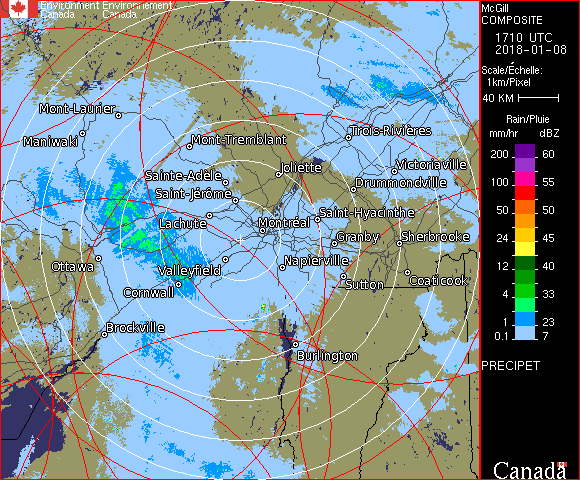 Environment Environnement
Canada Canada
McGill
COMPOSITE
1710 UTC
2018-01-08
Scale/Échelle:
1km/Pixel
40 KM
Rain/Pluie
mm/hr dBZ
200 60
100 55
50 50
24 45
12 40
4 33
1 23
0.1 7
PRECIPET
Canada
Mont-Laurier
Maniwaki
Mont-Tremblant
Trois-Rivières
Sainte-Adèle
Joliette
Victoriaville
Saint-Jérôme
Drummondville
Lachute
Montréal
Saint-Hyacinthe
Granby
Sherbrooke
Ottawa
Valleyfield
Napierville
Cornwall
Sutton
Coaticook
Brockville
Burlington